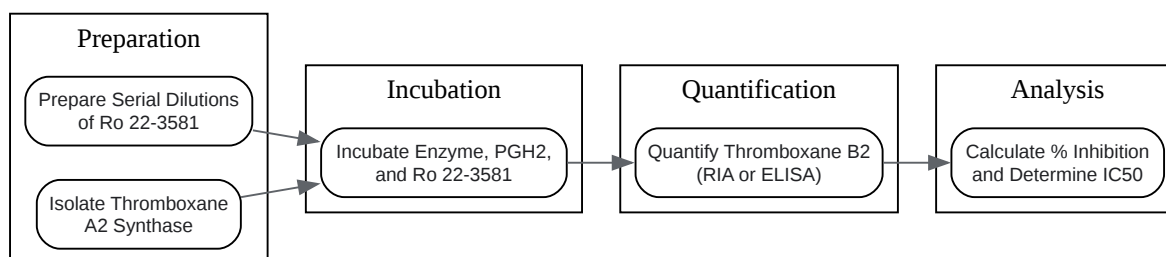 Preparation
Prepare Serial Dilutions
of Ro 22-3581
Isolate Thromboxane
A2 Synthase
Incubation
Incubate Enzyme, PGH2,
and Ro 22-3581
Quantification
Quantify Thromboxane B2
(RIA or ELISA)
Analysis
Calculate % Inhibition
and Determine IC50